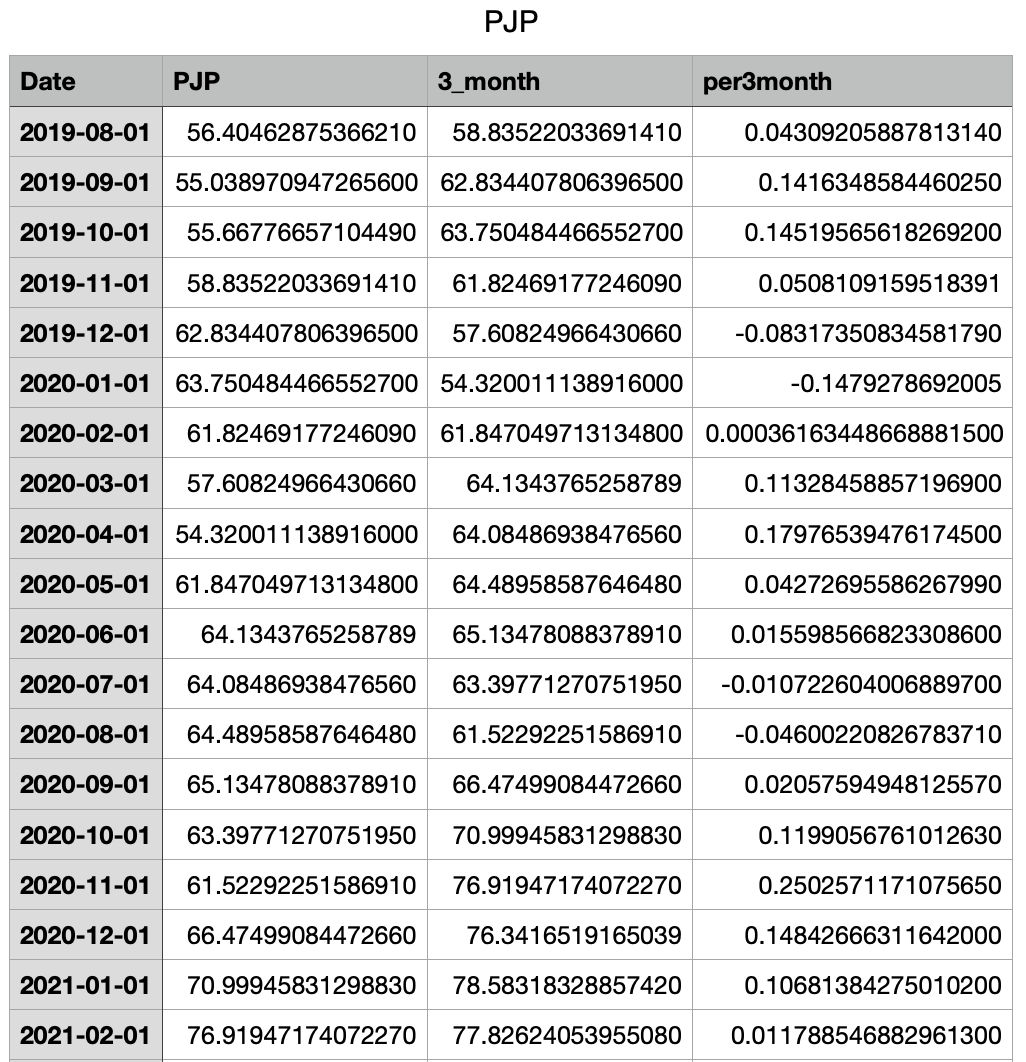 PJP
Date PJP 3_month per3month
2019-08-01 56.40462875366210 58.83522033691410 0.04309205887813140
2019-09-01 55.038970947265600 62.834407806396500 0.1416348584460250
2019-10-01 55.66776657104490 63.750484466552700 0.14519565618269200
2019-11-01 58.83522033691410 61.82469177246090 0.0508109159518391
2019-12-01 62.834407806396500 57.60824966430660 -0.08317350834581790
2020-01-01 63.750484466552700 54.320011138916000 -0.1479278692005
2020-02-01 61.82469177246090 61.847049713134800 0.00036163448668881500
2020-03-01 57.60824966430660 64.1343765258789 0.11328458857196900
2020-04-01 54.320011138916000 64.08486938476560 0.17976539476174500
2020-05-01 61.847049713134800 64.48958587646480 0.04272695586267990
2020-06-01 64.1343765258789 65.13478088378910 0.015598566823308600
2020-07-01 64.08486938476560 63.39771270751950 -0.010722604006889700
2020-08-01 64.48958587646480 61.52292251586910 -0.04600220826783710
2020-09-01 65.13478088378910 66.47499084472660 0.02057594948125570
2020-10-01 63.39771270751950 70.99945831298830 0.1199056761012630
2020-11-01 61.52292251586910 76.91947174072270 0.2502571171075650
2020-12-01 66.47499084472660 76.3416519165039 0.14842666311642000
2021-01-01 70.99945831298830 78.58318328857420 0.10681384275010200
2021-02-01 76.91947174072270 77.82624053955080 0.011788546882961300